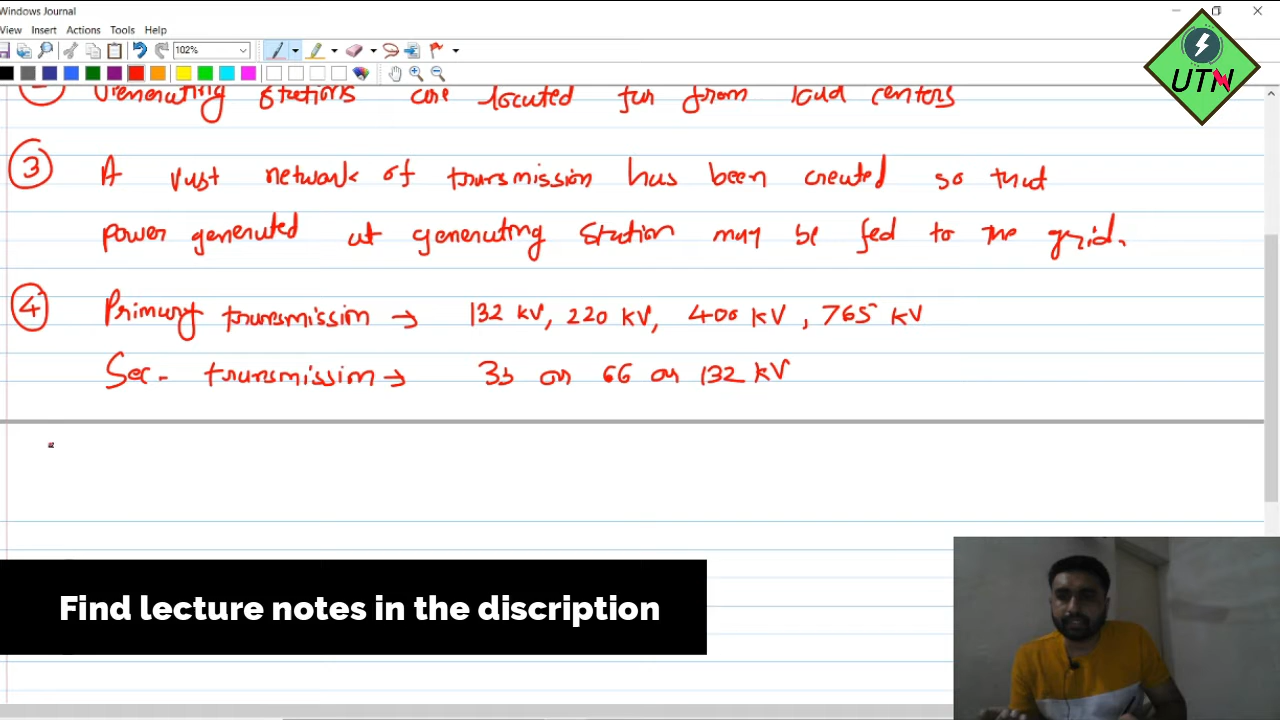 Windows Journal
View Insert Actions Tools Help
102%
UTN
Generating stations are located far from load centers
3 A vast network of transmission has been created so that
power generated at generating station may be fed to the grid.
4 Primary transmission → 132 kV, 220 kV, 400 kV, 765 kV
Sec. transmission → 33 or 66 or 132 kV
Find lecture notes in the discription